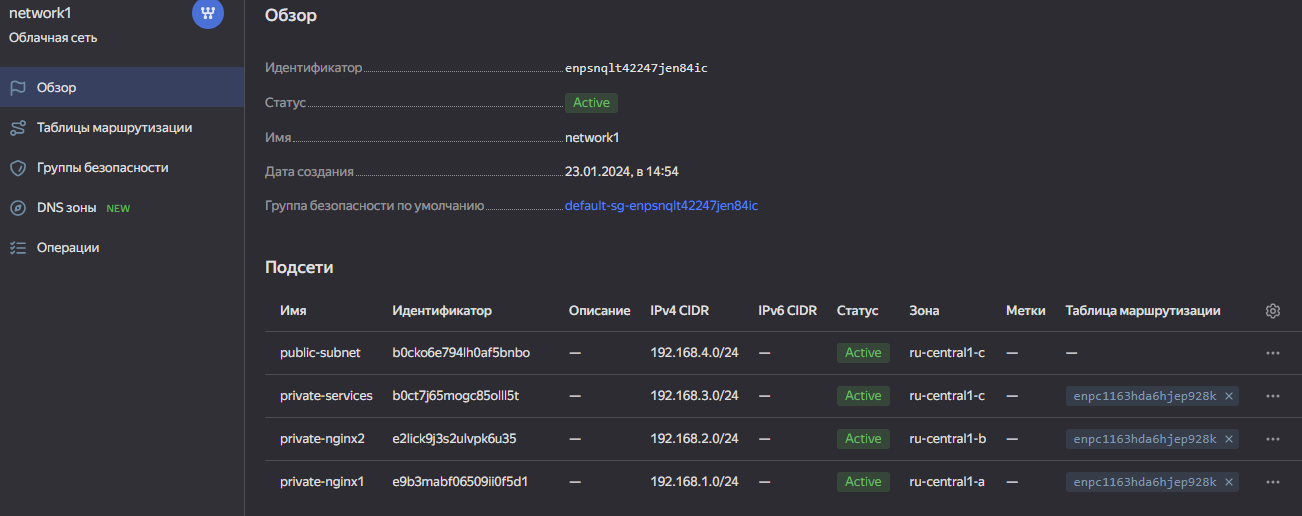 network1
Облачная сеть
Обзор
Таблицы маршрутизации
Группы безопасности
DNS зоны NEW
Операции
Обзор
Идентификатор enpsnqlt42247jen84ic
Статус Active
Имя network1
Дата создания 23.01.2024, в 14:54
Группа безопасности по умолчанию default-sg-enpsnqlt42247jen84ic
Подсети
Имя Идентификатор Описание IPv4 CIDR IPv6 CIDR Статус Зона Метки Таблица маршрутизации
public-subnet b0cko6e794lh0af5bnbo — 192.168.4.0/24 — Active ru-central1-c — —
private-services b0ct7j65mogc85olll5t — 192.168.3.0/24 — Active ru-central1-c — enpc1163hda6hjep928k ×
private-nginx2 e2lick9j3s2ulvpk6u35 — 192.168.2.0/24 — Active ru-central1-b — enpc1163hda6hjep928k ×
private-nginx1 e9b3mabf06509ii0f5d1 — 192.168.1.0/24 — Active ru-central1-a — enpc1163hda6hjep928k ×